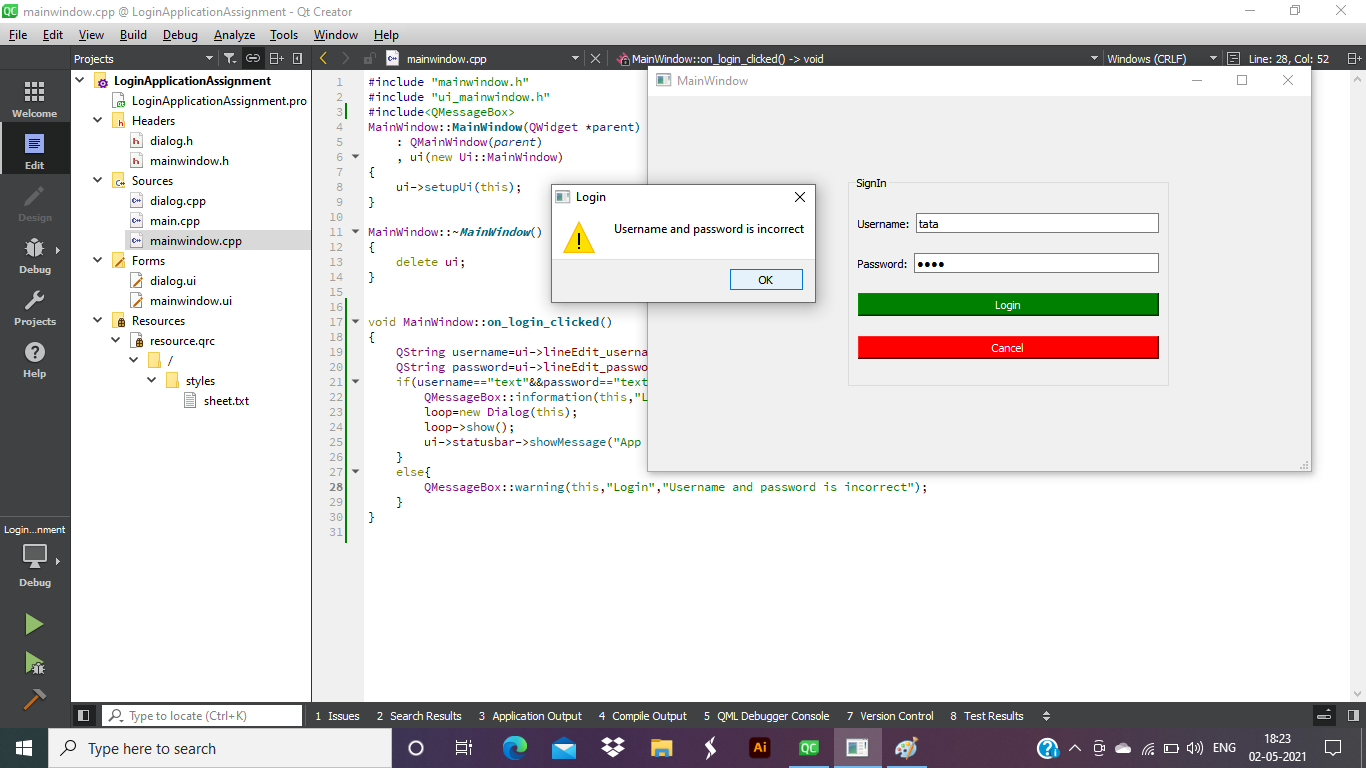 mainwindow.cpp @ LoginApplicationAssignment - Qt Creator
File Edit View Build Debug Analyze Tools Window Help
Projects
mainwindow.cpp
MainWindow::on_login_clicked() -> void
Windows (CRLF)
Line: 28, Col: 52
Welcome
Edit
Design
Debug
Projects
Help
Login...nment
Debug
LoginApplicationAssignment
LoginApplicationAssignment.pro
Headers
dialog.h
mainwindow.h
Sources
dialog.cpp
main.cpp
mainwindow.cpp
Forms
dialog.ui
mainwindow.ui
Resources
resource.qrc
/
styles
sheet.txt
1 #include "mainwindow.h"
2 #include "ui_mainwindow.h"
3 #include<QMessageBox>
4 MainWindow::MainWindow(QWidget *parent)
5 : QMainWindow(parent)
6 , ui(new Ui::MainWindow)
7 {
8 ui->setupUi(this);
9 }
10
11 MainWindow::~MainWindow()
12 {
13 delete ui;
14 }
15
16
17 void MainWindow::on_login_clicked()
18 {
19 QString username=ui->lineEdit_userna
20 QString password=ui->lineEdit_passwo
21 if(username=="text"&&password=="text
22 QMessageBox::information(this,"L
23 loop=new Dialog(this);
24 loop->show();
25 ui->statusbar->showMessage("App
26 }
27 else{
28 QMessageBox::warning(this,"Login","Username and password is incorrect");
29 }
30 }
31
MainWindow
SignIn
Username: tata
Password: ●●●●
Login
Cancel
Login
Username and password is incorrect
OK
Type to locate (Ctrl+K)
1 Issues 2 Search Results 3 Application Output 4 Compile Output 5 QML Debugger Console 7 Version Control 8 Test Results
Type here to search
Ai
QC
ENG
18:23
02-05-2021